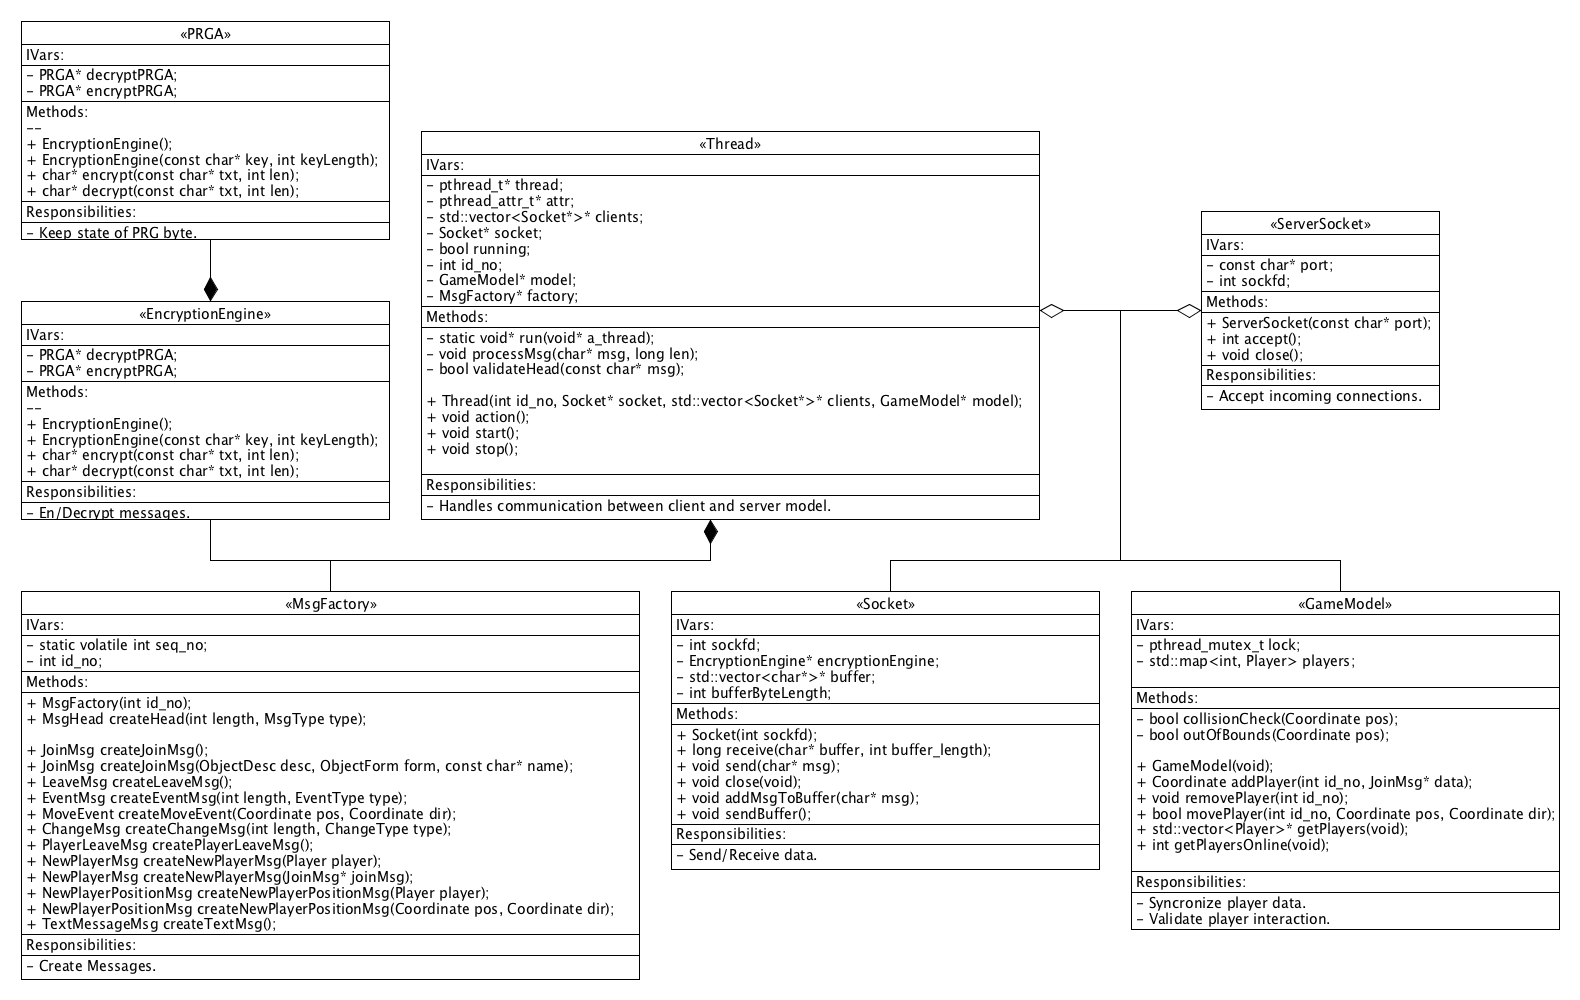 «PRGA»
IVars:
– PRGA* decryptPRGA;
– PRGA* encryptPRGA;
Methods:
––
+ EncryptionEngine();
+ EncryptionEngine(const char* key, int keyLength);
+ char* encrypt(const char* txt, int len);
+ char* decrypt(const char* txt, int len);
Responsibilities:
– Keep state of PRG byte.
«EncryptionEngine»
IVars:
– PRGA* decryptPRGA;
– PRGA* encryptPRGA;
Methods:
––
+ EncryptionEngine();
+ EncryptionEngine(const char* key, int keyLength);
+ char* encrypt(const char* txt, int len);
+ char* decrypt(const char* txt, int len);
Responsibilities:
– En/Decrypt messages.
«Thread»
IVars:
– pthread_t* thread;
– pthread_attr_t* attr;
– std::vector<Socket*>* clients;
– Socket* socket;
– bool running;
– int id_no;
– GameModel* model;
– MsgFactory* factory;
Methods:
– static void* run(void* a_thread);
– void processMsg(char* msg, long len);
– bool validateHead(const char* msg);
+ Thread(int id_no, Socket* socket, std::vector<Socket*>* clients, GameModel* model);
+ void action();
+ void start();
+ void stop();
Responsibilities:
– Handles communication between client and server model.
«ServerSocket»
IVars:
– const char* port;
– int sockfd;
Methods:
+ ServerSocket(const char* port);
+ int accept();
+ void close();
Responsibilities:
– Accept incoming connections.
«MsgFactory»
IVars:
– static volatile int seq_no;
– int id_no;
Methods:
+ MsgFactory(int id_no);
+ MsgHead createHead(int length, MsgType type);
+ JoinMsg createJoinMsg();
+ JoinMsg createJoinMsg(ObjectDesc desc, ObjectForm form, const char* name);
+ LeaveMsg createLeaveMsg();
+ EventMsg createEventMsg(int length, EventType type);
+ MoveEvent createMoveEvent(Coordinate pos, Coordinate dir);
+ ChangeMsg createChangeMsg(int length, ChangeType type);
+ PlayerLeaveMsg createPlayerLeaveMsg();
+ NewPlayerMsg createNewPlayerMsg(Player player);
+ NewPlayerMsg createNewPlayerMsg(JoinMsg* joinMsg);
+ NewPlayerPositionMsg createNewPlayerPositionMsg(Player player);
+ NewPlayerPositionMsg createNewPlayerPositionMsg(Coordinate pos, Coordinate dir);
+ TextMessageMsg createTextMsg();
Responsibilities:
– Create Messages.
«Socket»
IVars:
– int sockfd;
– EncryptionEngine* encryptionEngine;
– std::vector<char*>* buffer;
– int bufferByteLength;
Methods:
+ Socket(int sockfd);
+ long receive(char* buffer, int buffer_length);
+ void send(char* msg);
+ void close(void);
+ void addMsgToBuffer(char* msg);
+ void sendBuffer();
Responsibilities:
– Send/Receive data.
«GameModel»
IVars:
– pthread_mutex_t lock;
– std::map<int, Player> players;
Methods:
– bool collisionCheck(Coordinate pos);
– bool outOfBounds(Coordinate pos);
+ GameModel(void);
+ Coordinate addPlayer(int id_no, JoinMsg* data);
+ void removePlayer(int id_no);
+ bool movePlayer(int id_no, Coordinate pos, Coordinate dir);
+ std::vector<Player>* getPlayers(void);
+ int getPlayersOnline(void);
Responsibilities:
– Syncronize player data.
– Validate player interaction.